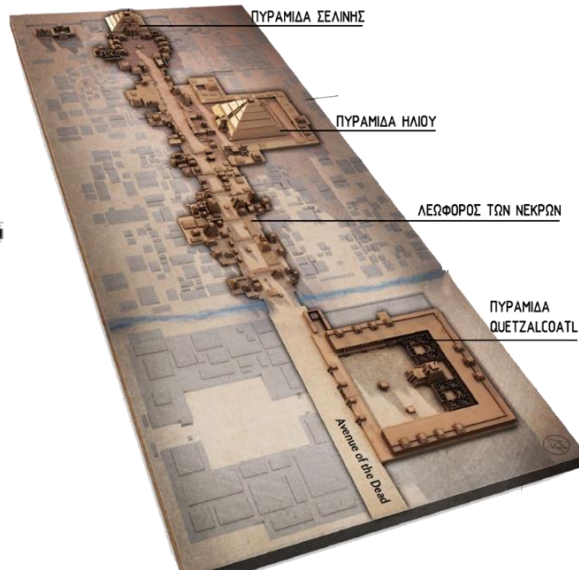 ΠΥΡΑΜΙΔΑ ΣΕΛΙΝΗΣ
ΠΥΡΑΜΙΔΑ ΗΛΙΟΥ
ΛΕΩΦΟΡΟΣ ΤΩΝ ΝΕΚΡΩΝ
ΠΥΡΑΜΙΔΑ
QUETZALCOATL
Avenue of the Dead